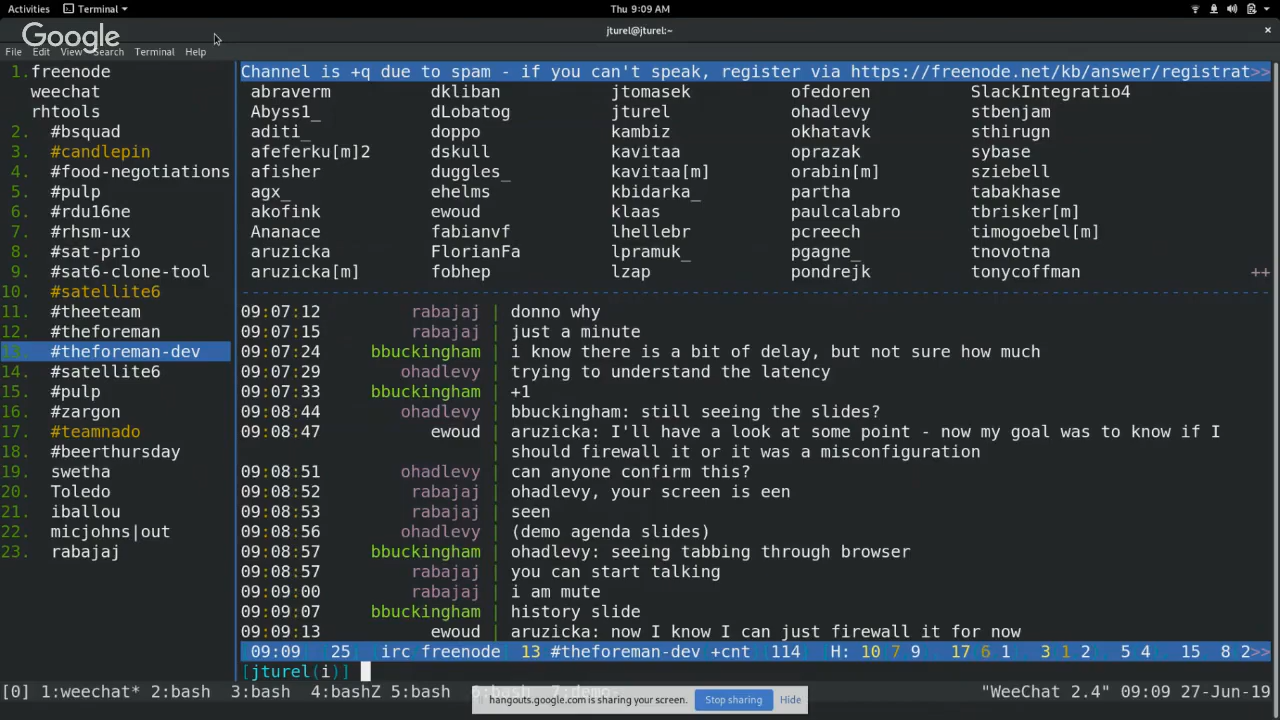 Activities Terminal Thu 9:09 AM
Google
jturel@jturel:~ ×
File Edit View Search Terminal Help
1.freenode
weechat
rhtools
2. #bsquad
3. #candlepin
4. #food-negotiations
5. #pulp
6. #rdu16ne
7. #rhsm-ux
8. #sat-prio
9. #sat6-clone-tool
10. #satellite6
11. #theeteam
12. #theforeman
13. #theforeman-dev
14. #satellite6
15. #pulp
16. #zargon
17. #teamnado
18. #beerthursday
19. swetha
20. Toledo
21. iballou
22. micjohns|out
23. rabajaj
Channel is +q due to spam - if you can't speak, register via https://freenode.net/kb/answer/registrat>>
abraverm dkliban jtomasek ofedoren SlackIntegratio4
Abyss1_ dLobatog jturel ohadlevy stbenjam
aditi_ doppo kambiz okhatavk sthirugn
afeferku[m]2 dskull kavitaa oprazak sybase
afisher duggles_ kavitaa[m] orabin[m] sziebell
agx_ ehelms kbidarka_ partha tabakhase
akofink ewoud klaas paulcalabro tbrisker[m]
Ananace fabianvf lhellebr pcreech timogoebel[m]
aruzicka FlorianFa lpramuk_ pgagne_ tnovotna
aruzicka[m] fobhep lzap pondrejk tonycoffman ++
09:07:12 rabajaj | donno why
09:07:15 rabajaj | just a minute
09:07:24 bbuckingham | i know there is a bit of delay, but not sure how much
09:07:29 ohadlevy | trying to understand the latency
09:07:33 bbuckingham | +1
09:08:44 ohadlevy | bbuckingham: still seeing the slides?
09:08:47 ewoud | aruzicka: I'll have a look at some point - now my goal was to know if I
| should firewall it or it was a misconfiguration
09:08:51 ohadlevy | can anyone confirm this?
09:08:52 rabajaj | ohadlevy, your screen is een
09:08:53 rabajaj | seen
09:08:56 ohadlevy | (demo agenda slides)
09:08:57 bbuckingham | ohadlevy: seeing tabbing through browser
09:08:57 rabajaj | you can start talking
09:09:00 rabajaj | i am mute
09:09:07 bbuckingham | history slide
09:09:13 ewoud | aruzicka: now I know I can just firewall it for now
09:09 25 irc freenode 13 #theforeman-dev +cnt 114 H: 10 7 9 17 6 1 3 1 2 5 4 15 8 2>>
[jturel(i)]
[0] 1:weechat* 2:bash 3:bash 4:bashZ 5:bash 6:bash 7:demo- "WeeChat 2.4" 09:09 27-Jun-19
hangouts.google.com is sharing your screen. Stop sharing Hide